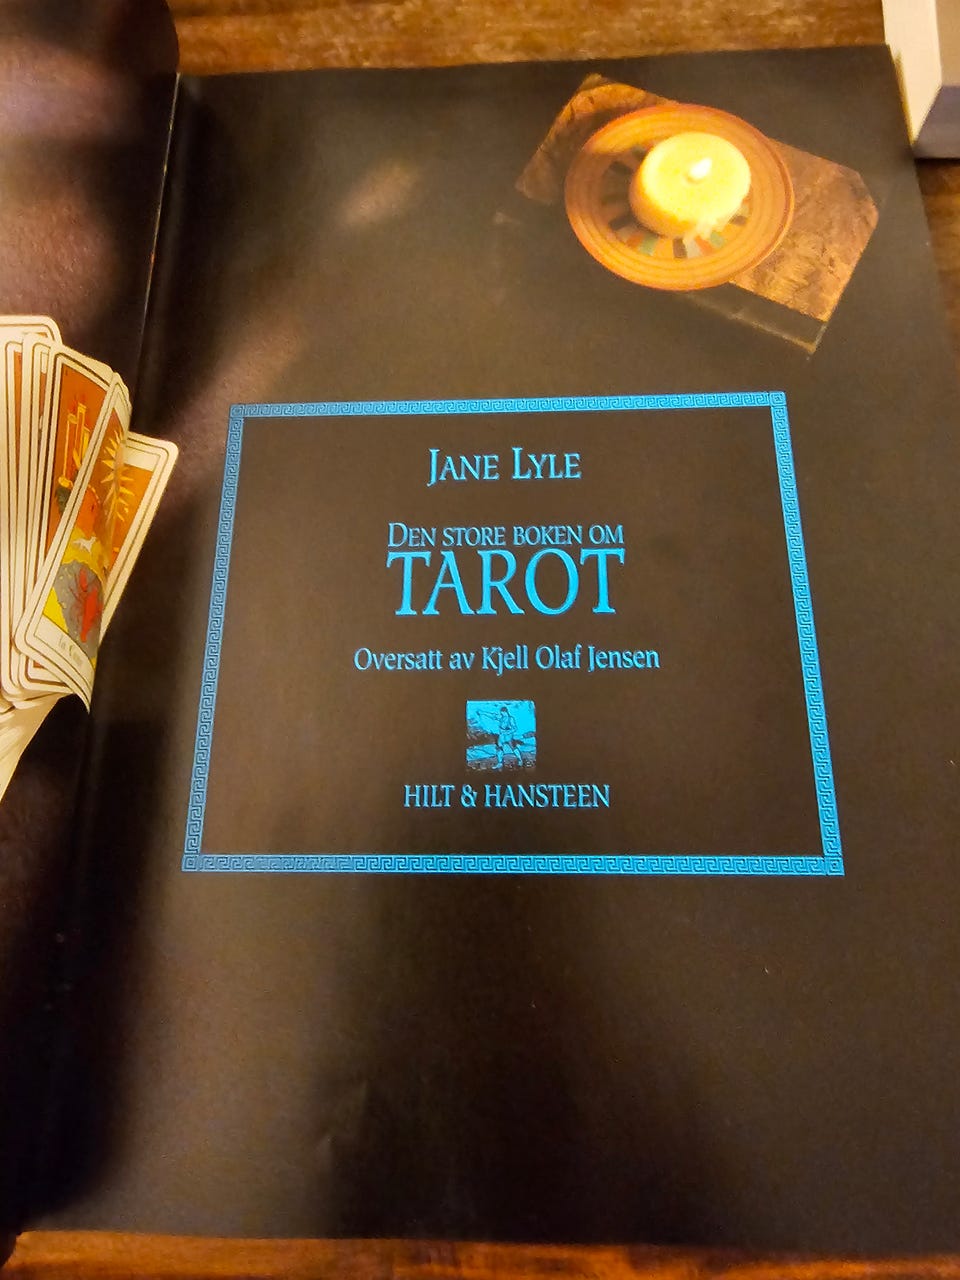 JANE LYLE
DEN STORE BOKEN OM
TAROT
Oversatt av Kjell Olaf Jensen
HILT & HANSTEEN